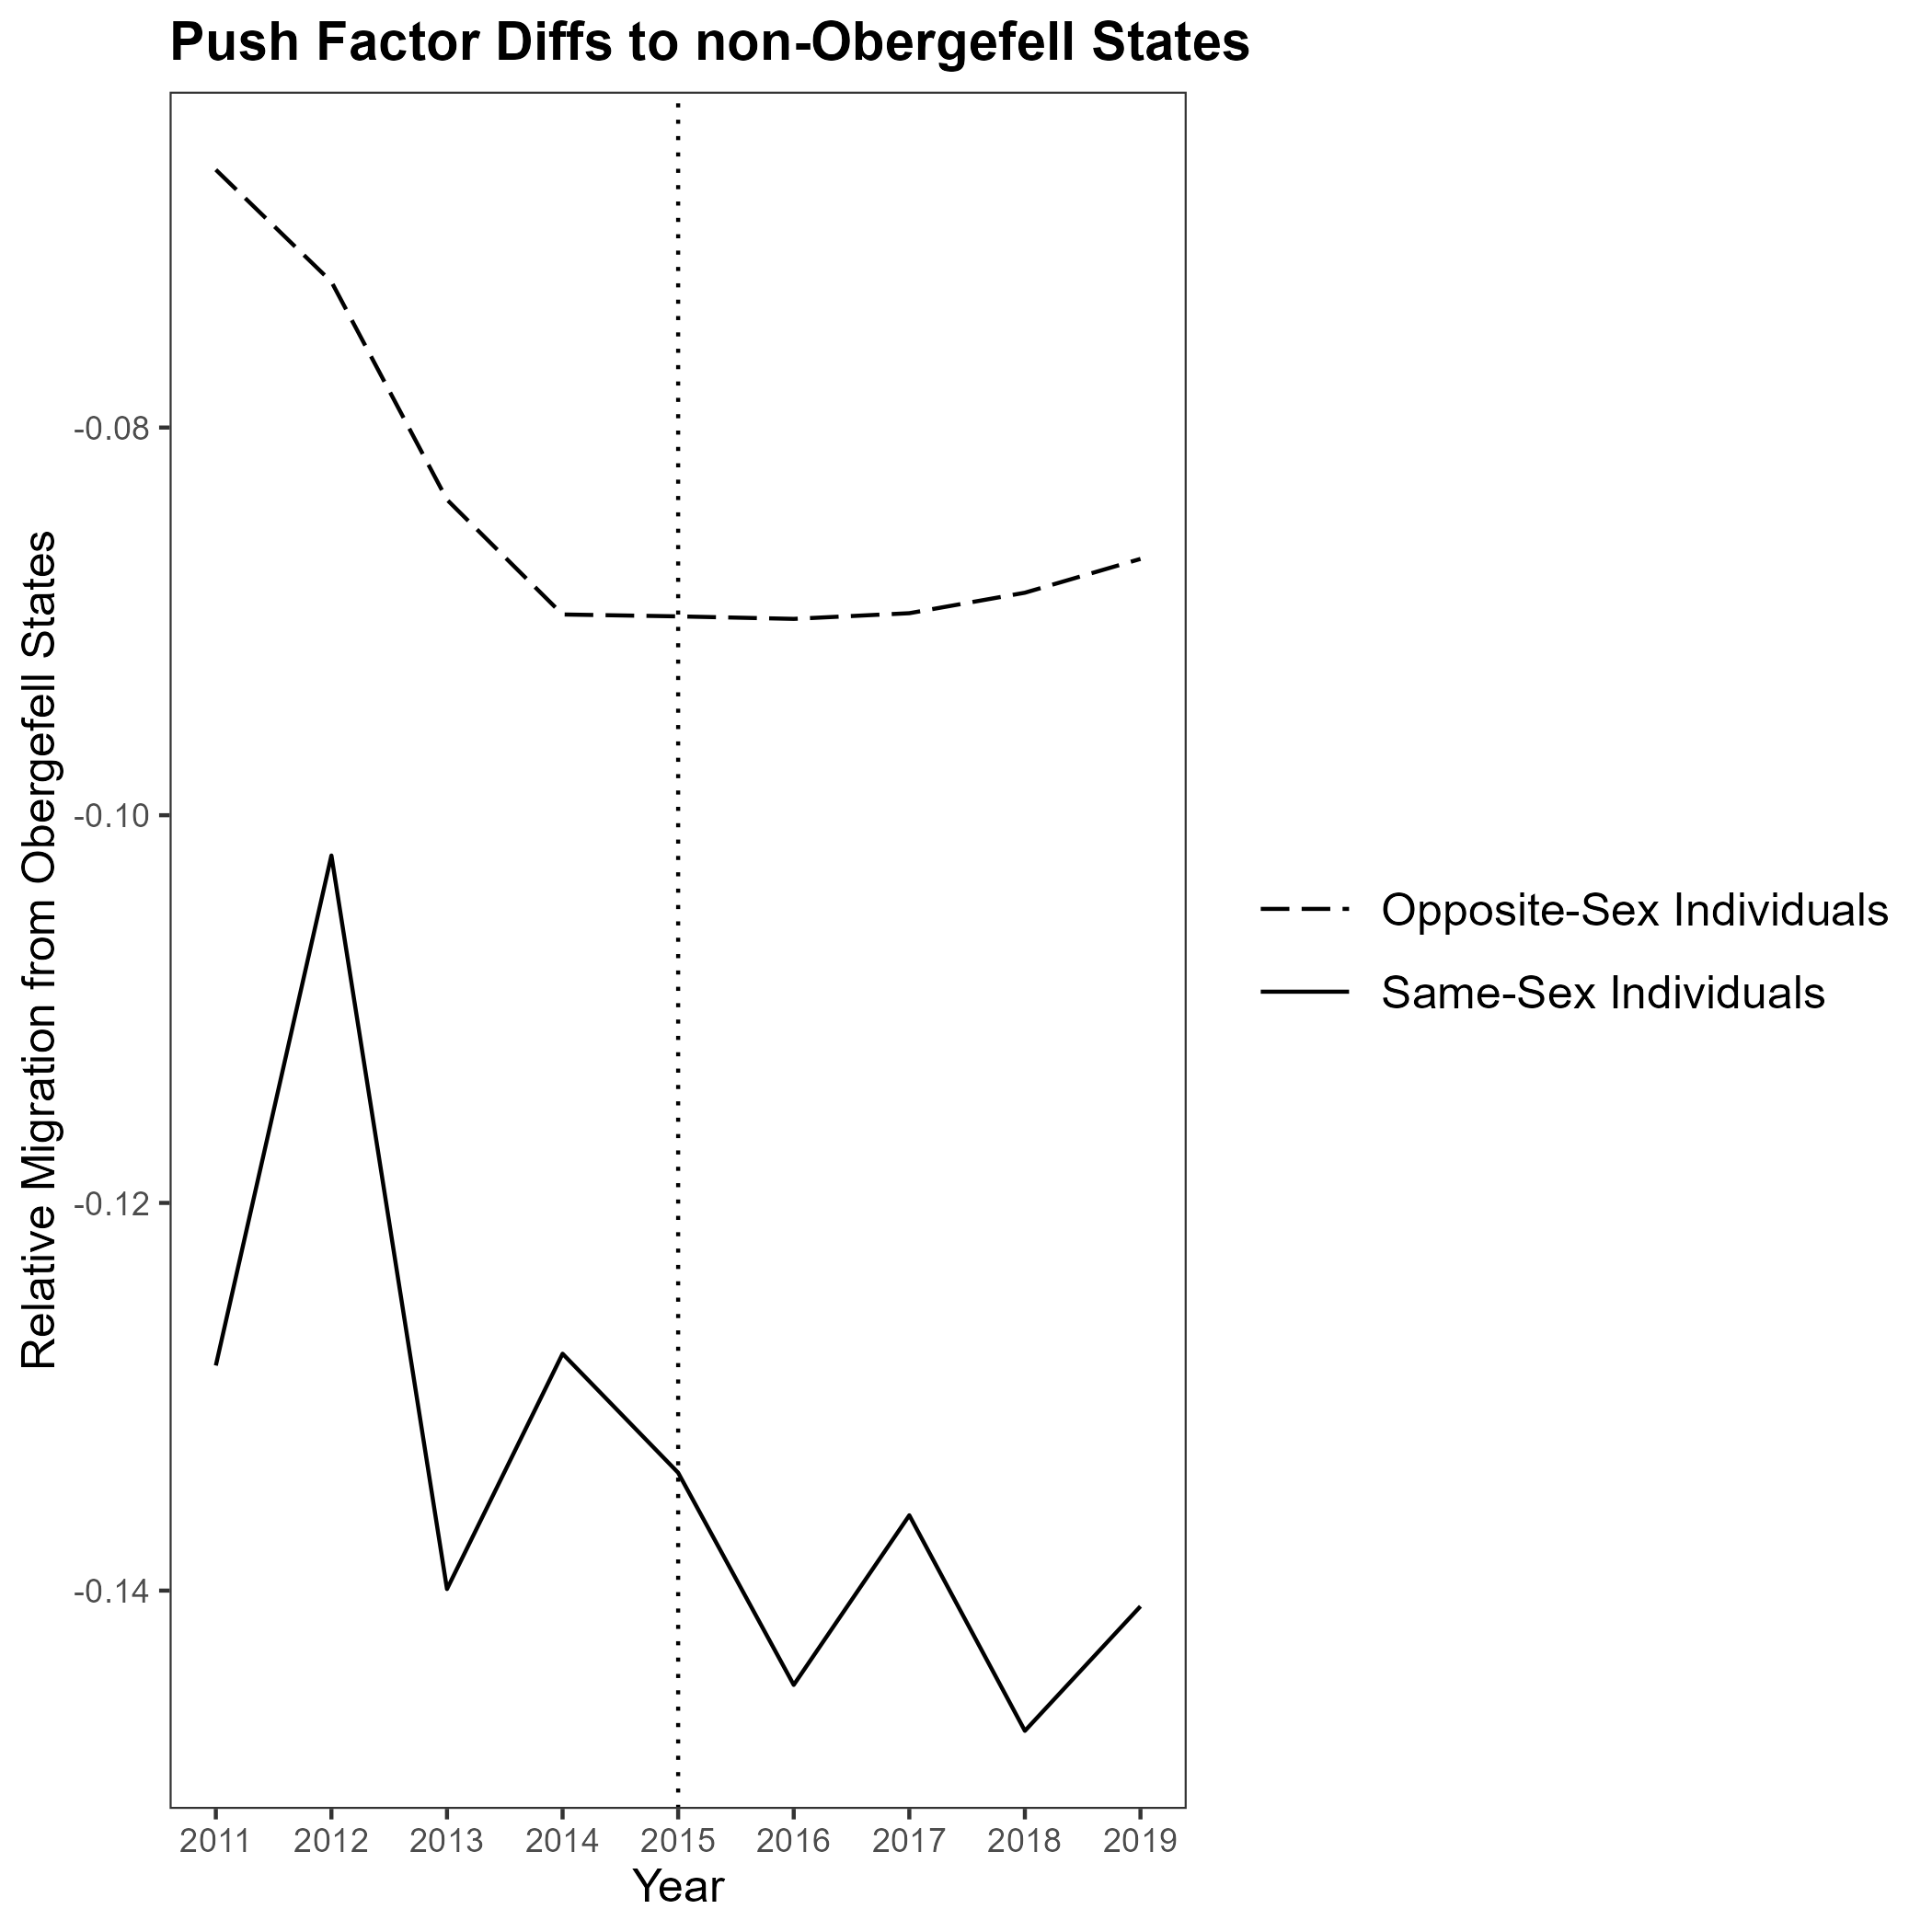 Push Factor Diffs to non-Obergefell States
Relative Migration from Obergefell States
-0.08
-0.10
-0.12
-0.14
2011 2012 2013 2014 2015 2016 2017 2018 2019
Year
Opposite-Sex Individuals
Same-Sex Individuals